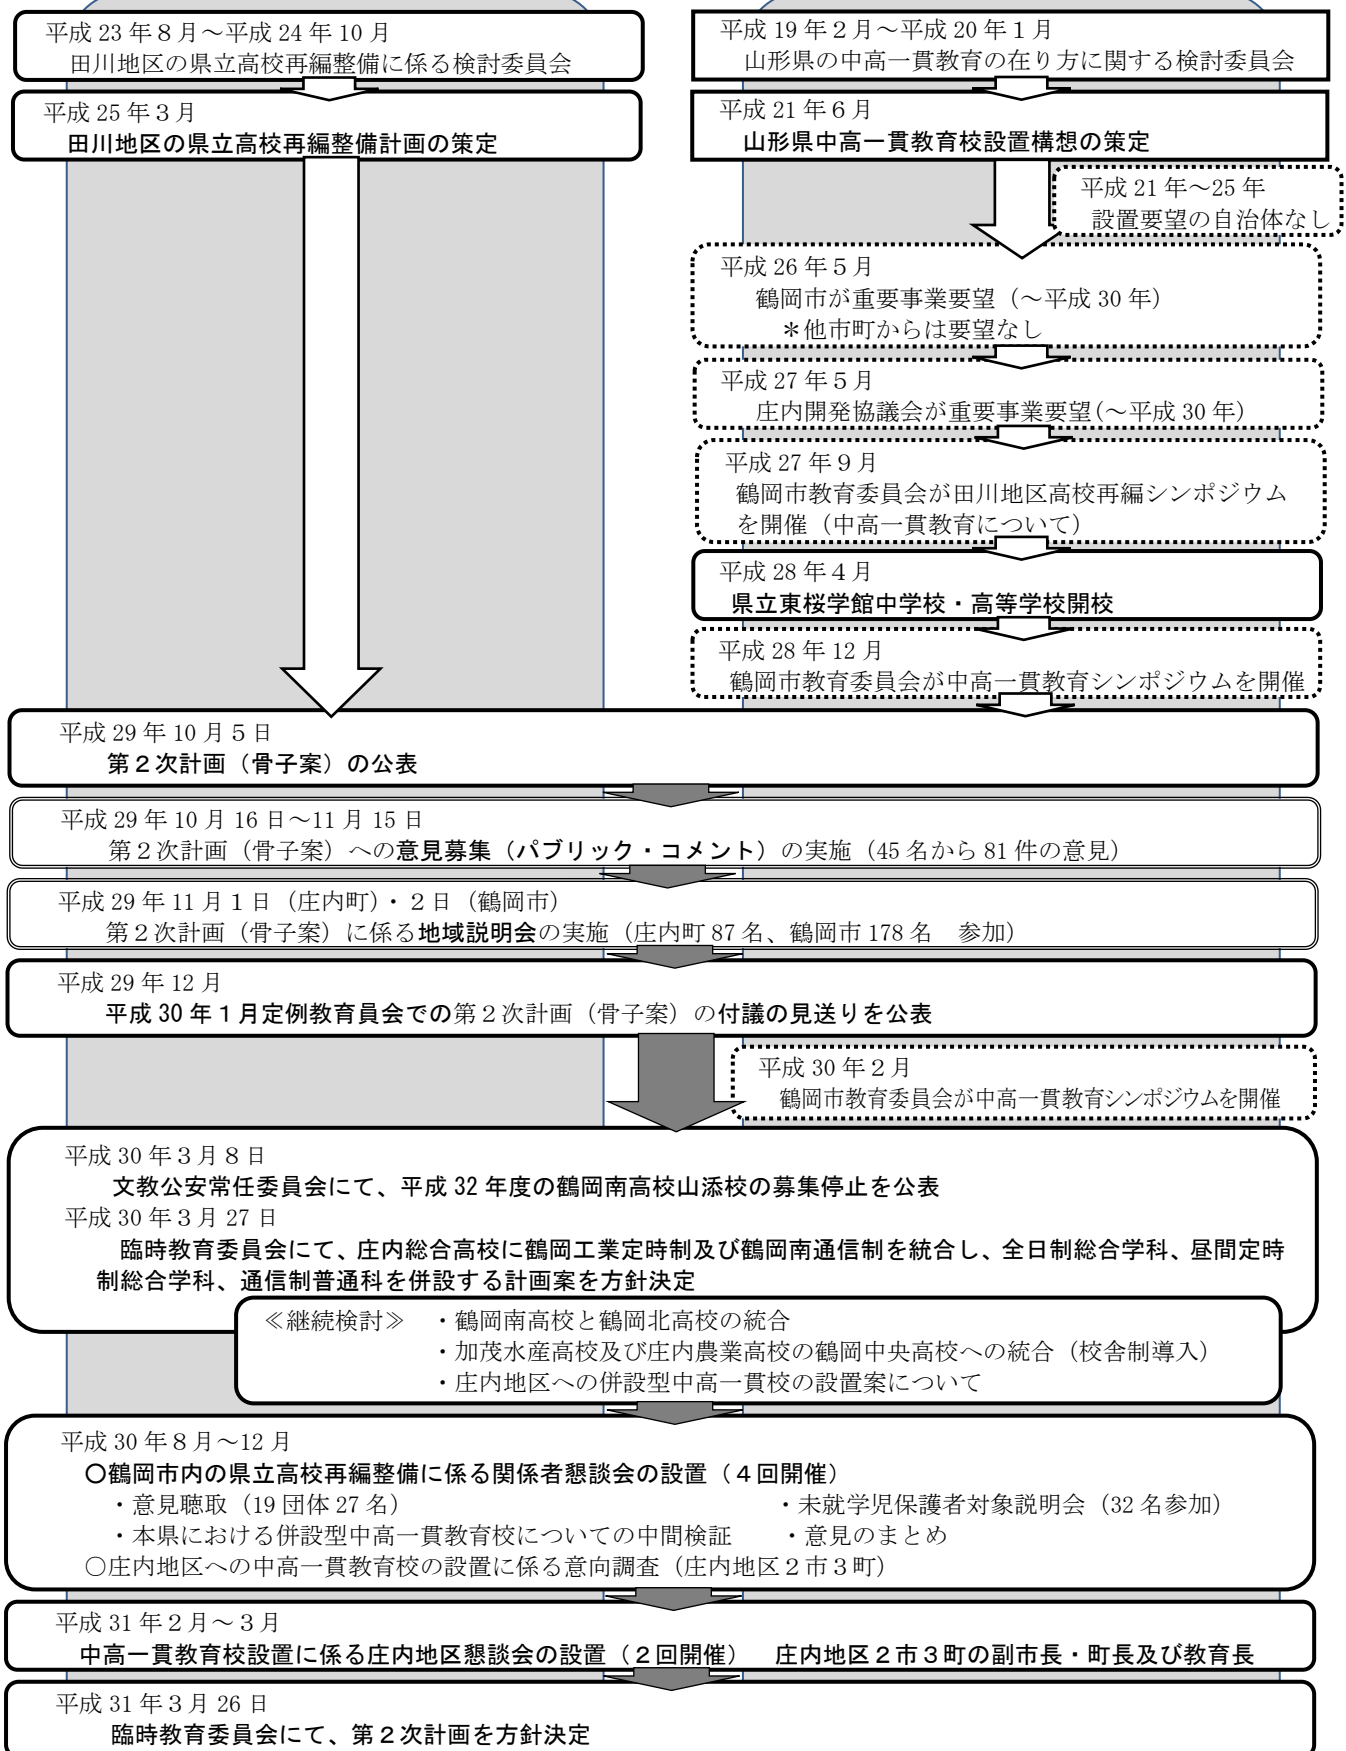 平成 23 年８月～平成 24 年 10 月
田川地区の県立高校再編整備に係る検討委員会
平成 25 年３月
田川地区の県立高校再編整備計画の策定
平成 19 年２月～平成 20 年１月
山形県の中高一貫教育の在り方に関する検討委員会
平成 21 年６月
山形県中高一貫教育校設置構想の策定
平成 21 年～25 年
設置要望の自治体なし
平成 26 年５月
鶴岡市が重要事業要望（～平成 30 年）
＊他市町からは要望なし
平成 27 年５月
庄内開発協議会が重要事業要望(～平成 30 年）
平成 27 年９月
鶴岡市教育委員会が田川地区高校再編シンポジウム
を開催（中高一貫教育について）
平成 28 年４月
県立東桜学館中学校・高等学校開校
平成 28 年 12 月
鶴岡市教育委員会が中高一貫教育シンポジウムを開催
平成 29 年 10 月５日
第２次計画（骨子案）の公表
平成 29 年 10 月 16 日～11 月 15 日
第２次計画（骨子案）への意見募集（パブリック・コメント）の実施（45 名から 81 件の意見）
平成 29 年 11 月１日（庄内町）・２日（鶴岡市）
第２次計画（骨子案）に係る地域説明会の実施（庄内町 87 名、鶴岡市 178 名　参加）
平成 29 年 12 月
平成 30 年１月定例教育員会での第２次計画（骨子案）の付議の見送りを公表
平成 30 年２月
鶴岡市教育委員会が中高一貫教育シンポジウムを開催
平成 30 年３月８日
文教公安常任委員会にて、平成 32 年度の鶴岡南高校山添校の募集停止を公表
平成 30 年３月 27 日
臨時教育委員会にて、庄内総合高校に鶴岡工業定時制及び鶴岡南通信制を統合し、全日制総合学科、昼間定時
制総合学科、通信制普通科を併設する計画案を方針決定
≪継続検討≫　・鶴岡南高校と鶴岡北高校の統合
・加茂水産高校及び庄内農業高校の鶴岡中央高校への統合（校舎制導入）
・庄内地区への併設型中高一貫校の設置案について
平成 30 年８月～12 月
○鶴岡市内の県立高校再編整備に係る関係者懇談会の設置（４回開催）
・意見聴取（19 団体 27 名）　・未就学児保護者対象説明会（32 名参加）
・本県における併設型中高一貫教育校についての中間検証　・意見のまとめ
○庄内地区への中高一貫教育校の設置に係る意向調査（庄内地区２市３町）
平成 31 年２月～３月
中高一貫教育校設置に係る庄内地区懇談会の設置（２回開催）　庄内地区２市３町の副市長・町長及び教育長
平成 31 年３月 26 日
臨時教育委員会にて、第２次計画を方針決定